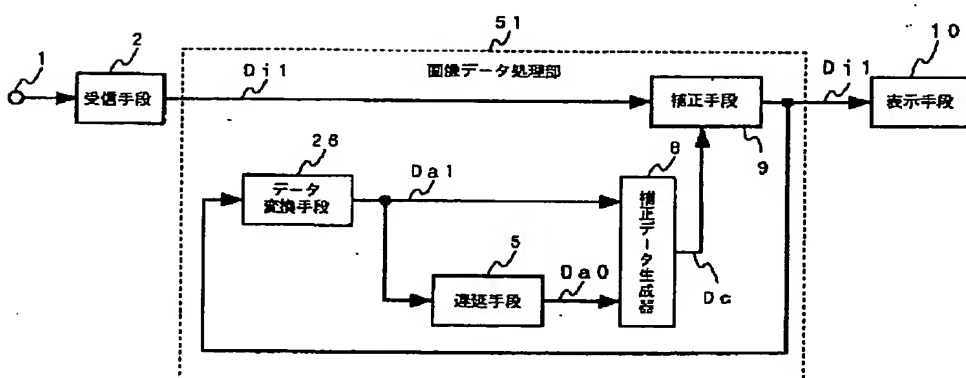 51
10
1
2
画像データ処理部
Di1
Dj1
受信手段
補正手段
表示手段
9
26
8
Da1
データ
変換手段
補正データ生成器
5
Da0
遅延手段
Dc